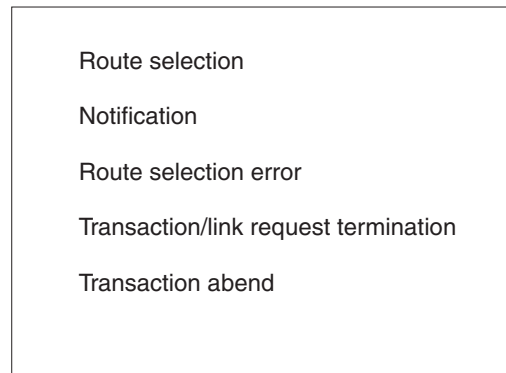 Route selection
Notification
Route selection error
Transaction/link request termination
Transaction abend